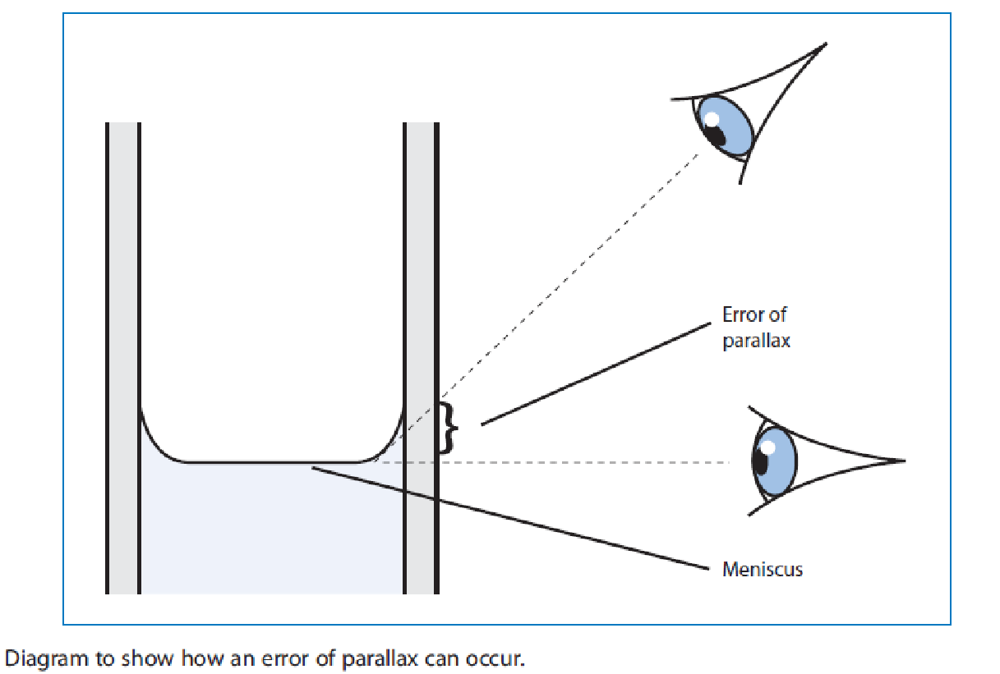 Error of
parallax
Meniscus
Diagram to show how an error of parallax can occur.